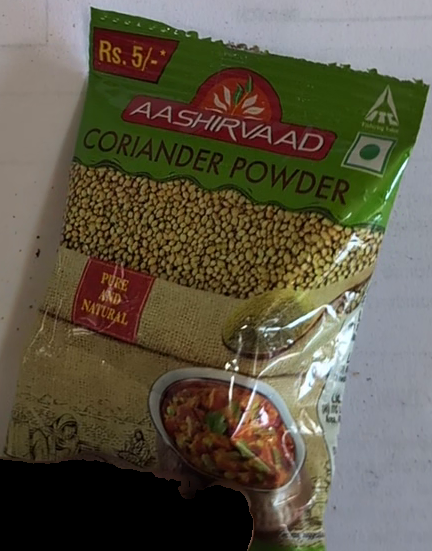 Rs. 5/-*
AASHIRVAAD
CORIANDER POWDER
PURE
AND
NATURAL